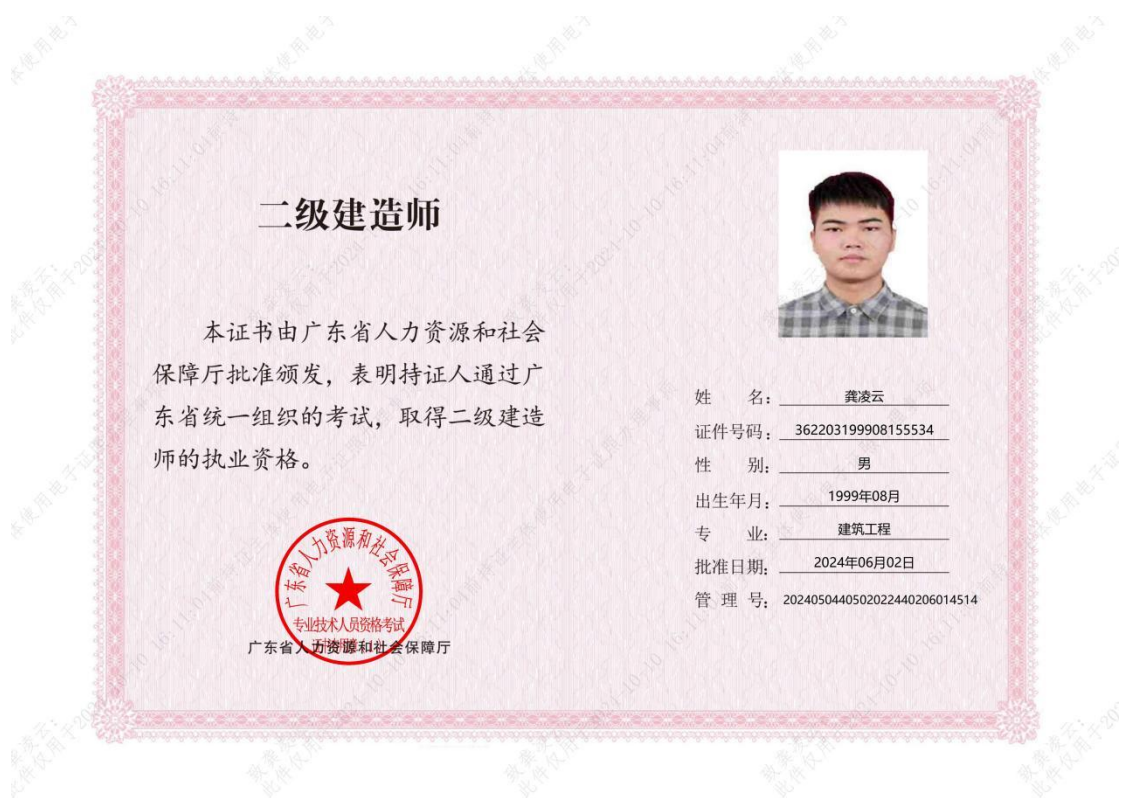 二级建造师
本证书由广东省人力资源和社会
保障厅批准颁发，表明持证人通过广
东省统一组织的考试，取得二级建造
师的执业资格。
广东省人力资源和社会保障厅
专业技术人员资格考试
广东省人力资源和社会保障厅
姓 名：龚凌云
证件号码：362203199908155534
性 别：男
出生年月：1999年08月
专 业：建筑工程
批准日期：2024年06月02日
管 理 号：2024050440502022440206014514